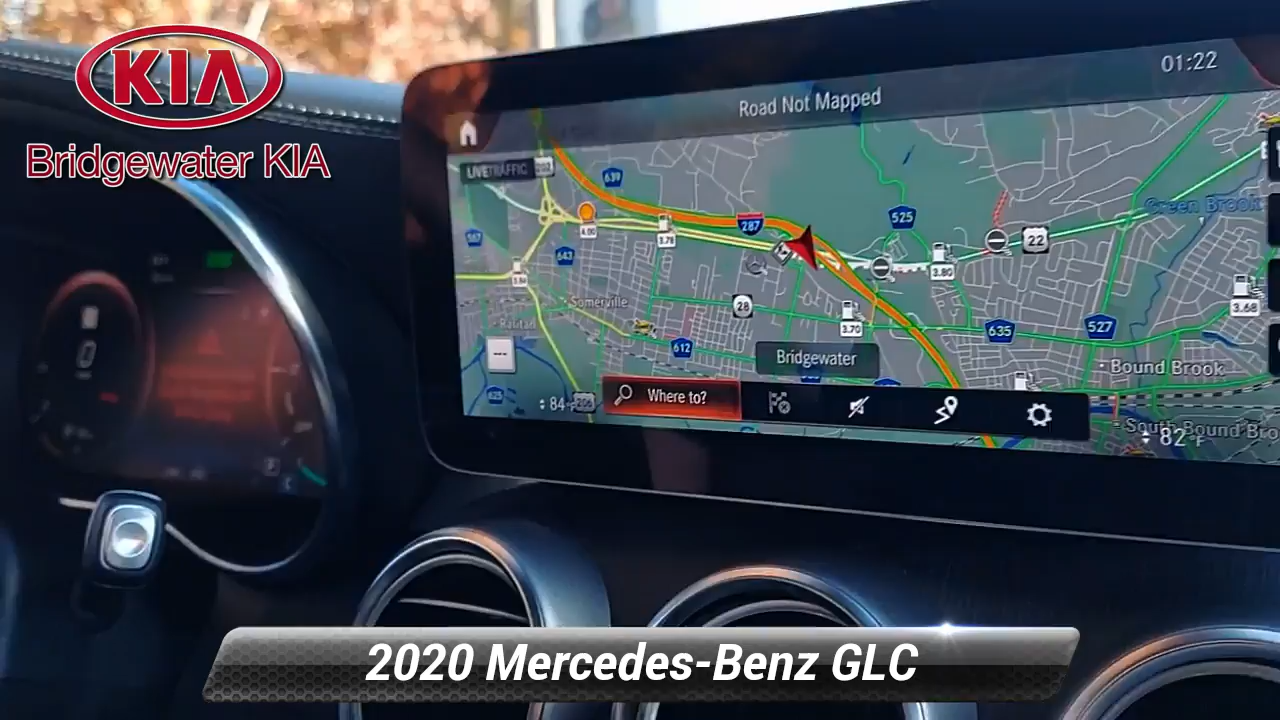 KIA
Bridgewater KIA
01:22
Road Not Mapped
LIVETRAFFIC
639
287
525
22
Green Brook
567
643
4.00
3.78
3.80
3.68
Somerville
28
3.70
635
527
Raritan
612
Bridgewater
Bound Brook
625
84
Where to?
South Bound Bro
82°F
2020 Mercedes-Benz GLC